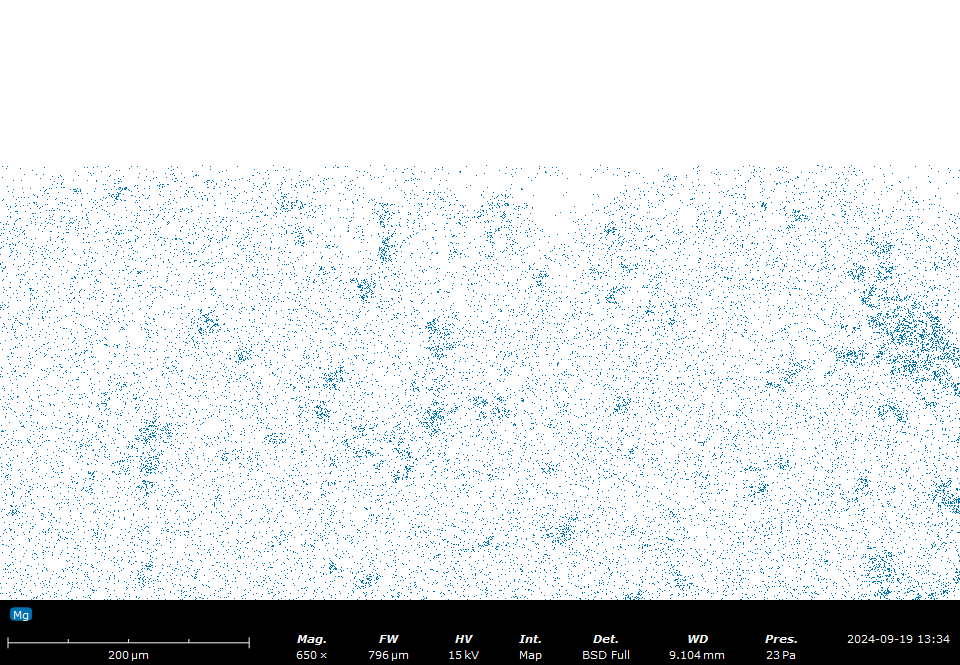 Mg
Mag. FW HV Int. Det. WD Pres. 2024-09-19 13:34
200 µm 650 × 796 µm 15 kV Map BSD Full 9.104 mm 23 Pa